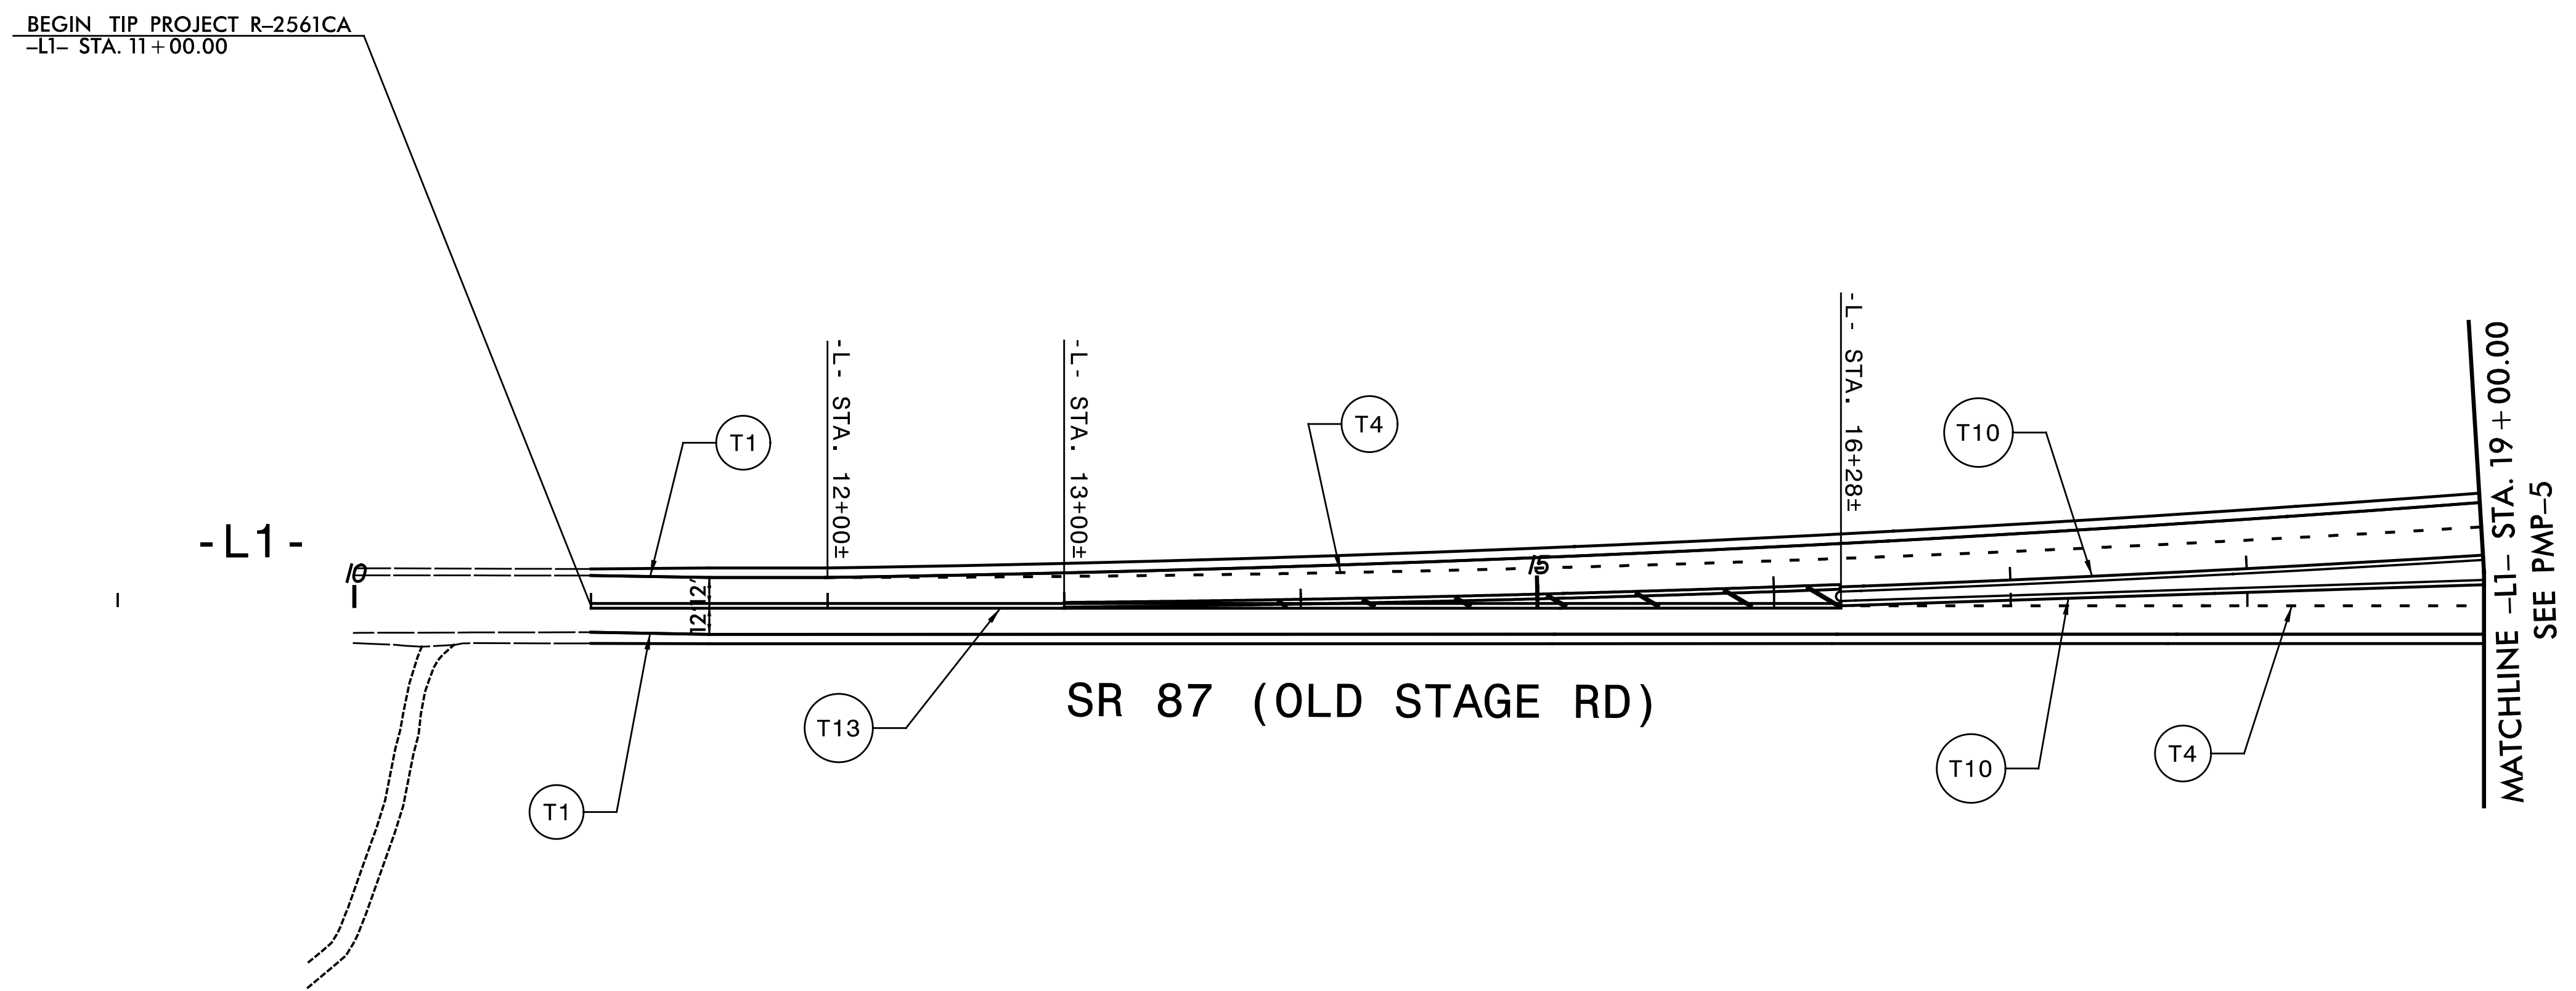 BEGIN TIP PROJECT R–2561CA
–L1– STA. 11+00.00
-L- STA. 12+00±
-L- STA. 13+00±
-L- STA. 16+28±
T1
T4
T10
MATCHLINE –L1– STA. 19+00.00
SEE PMP–5
-L1-
10
15
12'
12'
SR 87 (OLD STAGE RD)
T13
T1
T10
T4